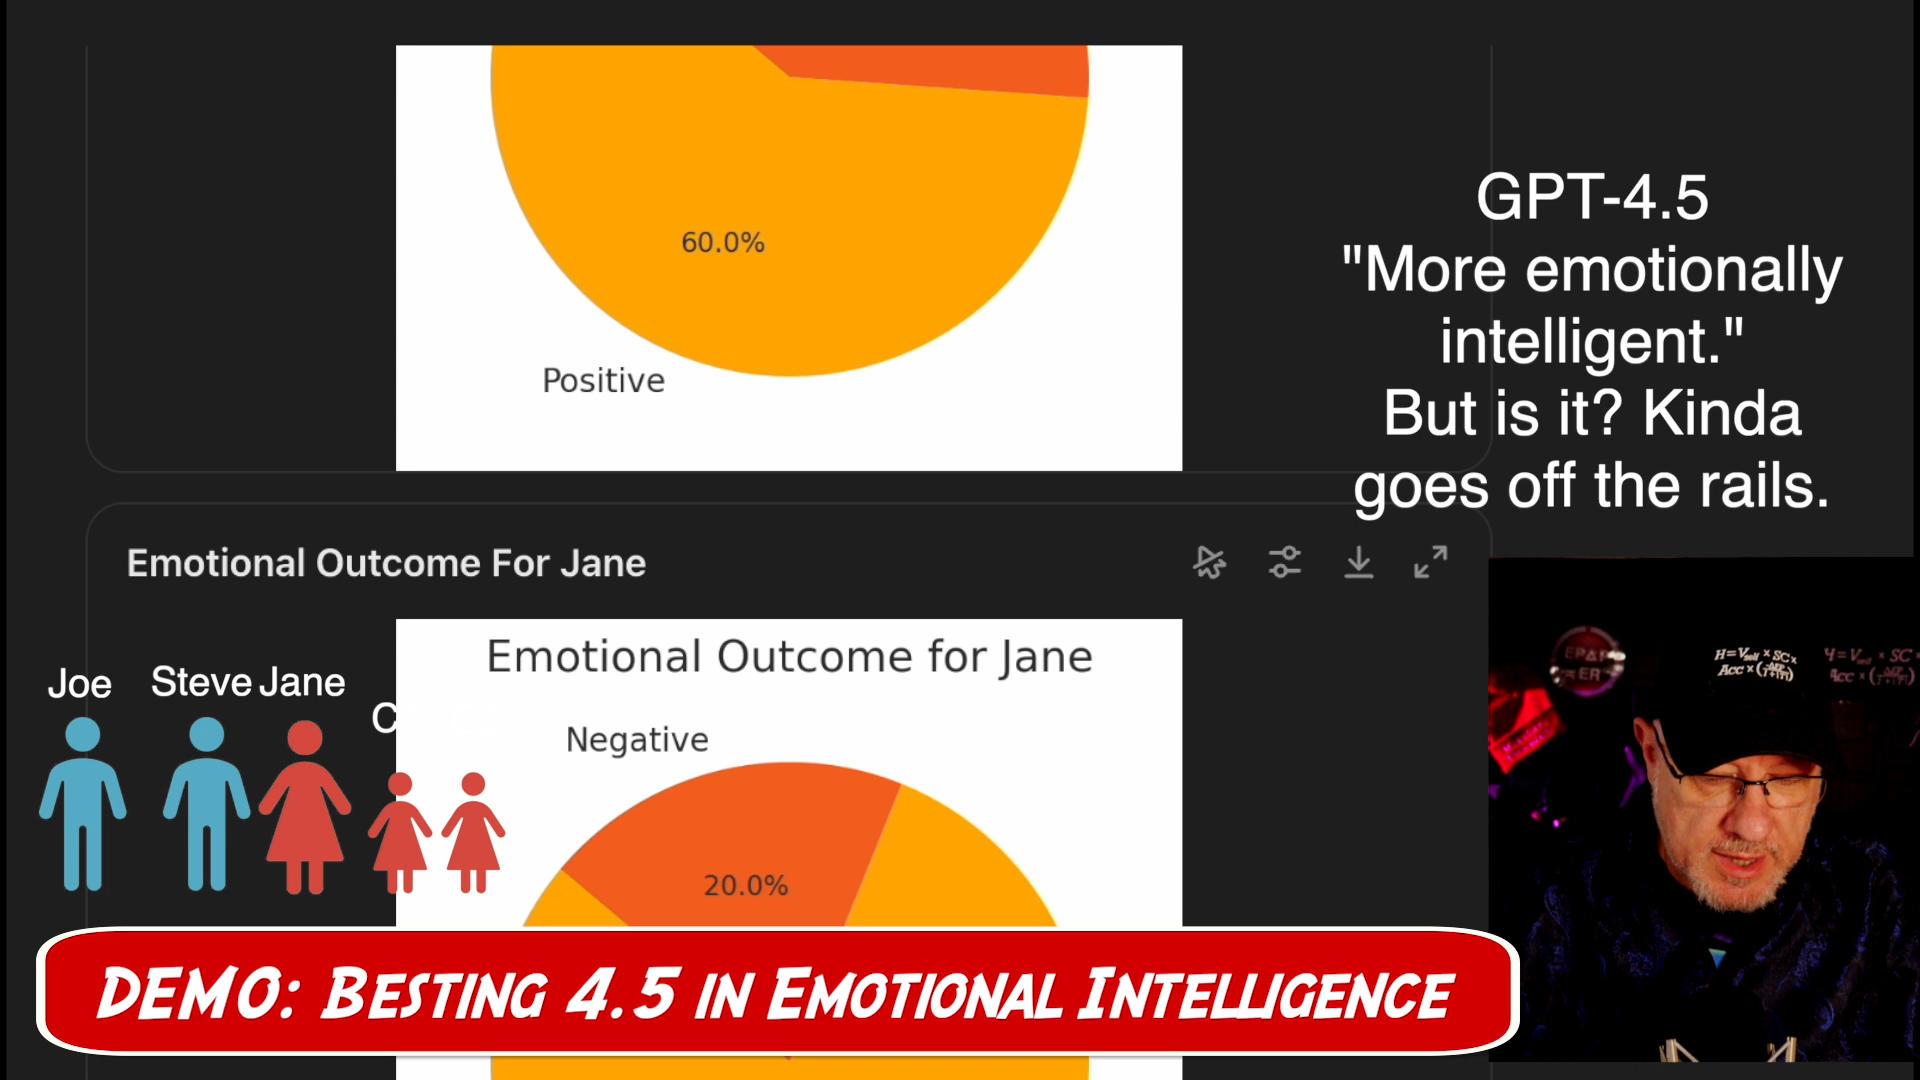 60.0%
Positive
GPT-4.5
"More emotionally
intelligent."
But is it? Kinda
goes off the rails.
Emotional Outcome For Jane
Emotional Outcome for Jane
Negative
20.0%
Joe
Steve
Jane
C
DEMO: BESTING 4.5 IN EMOTIONAL INTELLIGENCE